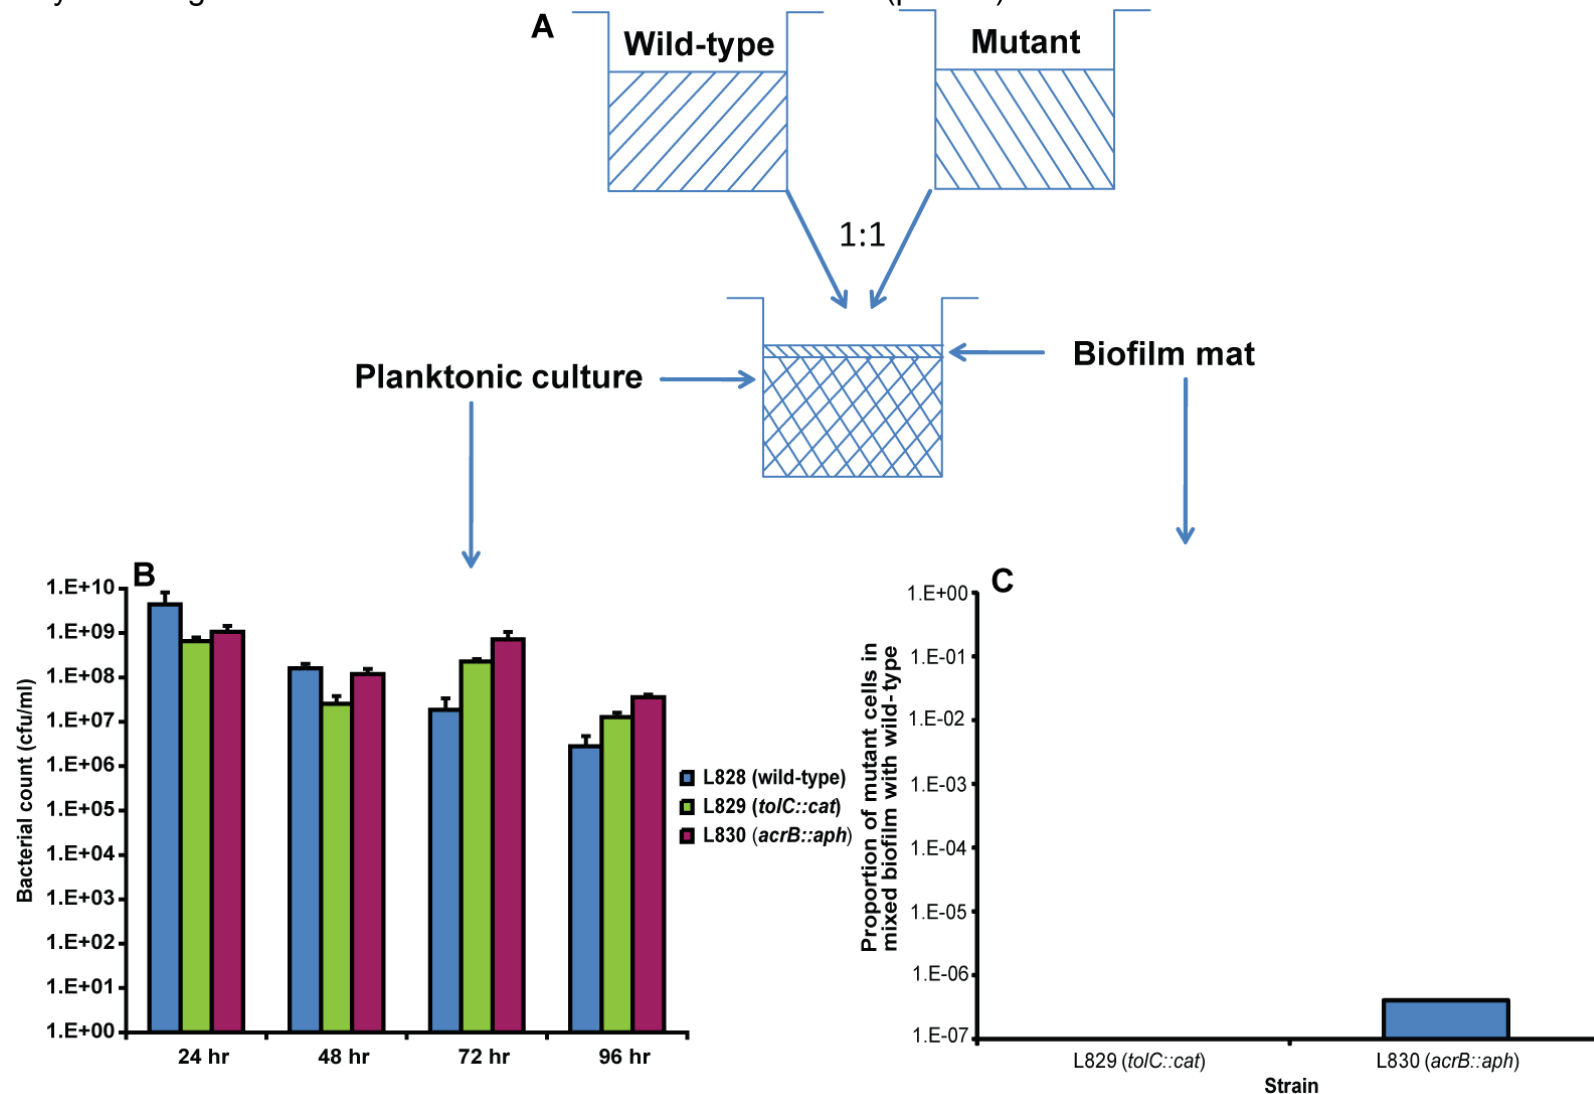 A
Wild-type
Mutant
1:1
Planktonic culture
Biofilm mat
B
1.E+10
1.E+09
1.E+08
1.E+07
1.E+06
1.E+05
1.E+04
1.E+03
1.E+02
1.E+01
1.E+00
Bacterial count (cfu/ml)
24 hr
48 hr
72 hr
96 hr
L828 (wild-type)
L829 (tolC::cat)
L830 (acrB::aph)
C
1.E+00
1.E-01
1.E-02
1.E-03
1.E-04
1.E-05
1.E-06
1.E-07
Proportion of mutant cells in
mixed biofilm with wild-type
L829 (tolC::cat)
L830 (acrB::aph)
Strain